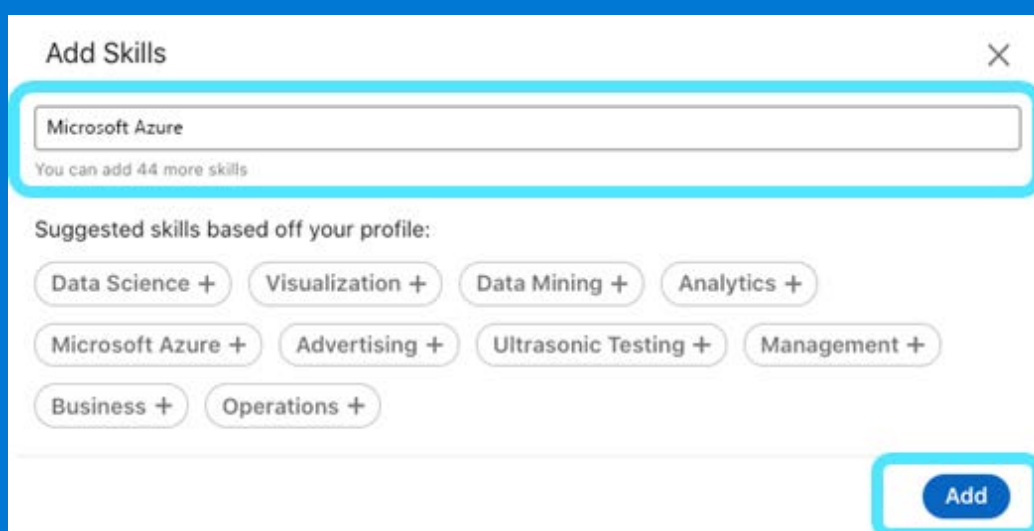 Add Skills
Microsoft Azure
You can add 44 more skills
Suggested skills based off your profile:
Data Science + Visualization + Data Mining + Analytics +
Microsoft Azure + Advertising + Ultrasonic Testing + Management +
Business + Operations +
Add